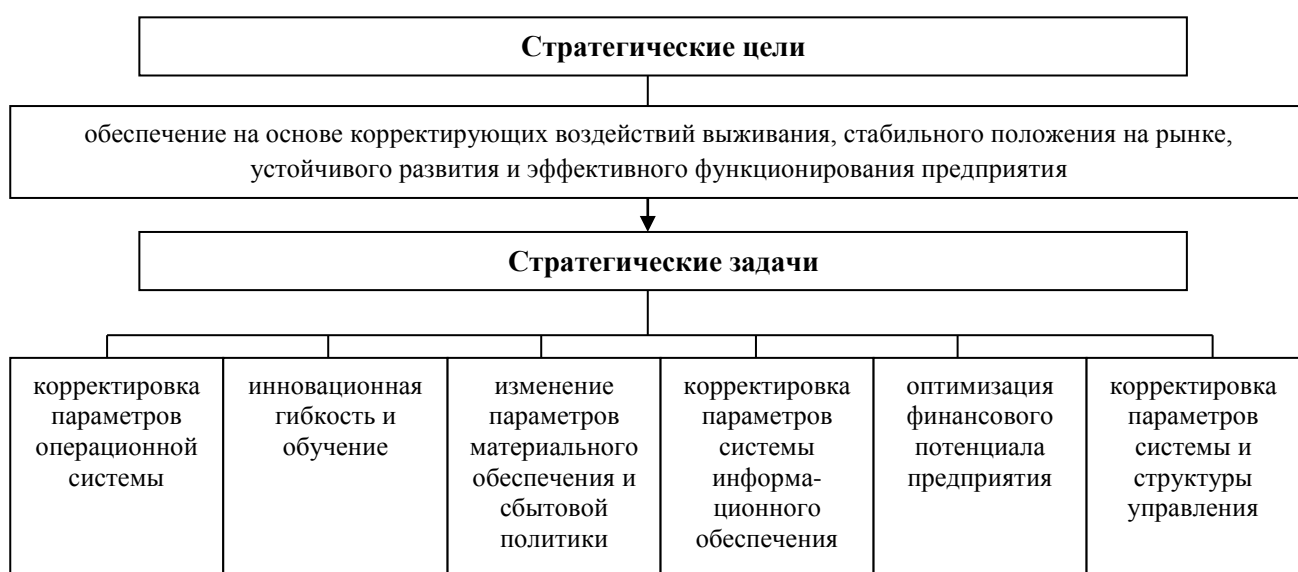 Стратегические цели
обеспечение на основе корректирующих воздействий выживания, стабильного положения на рынке,
устойчивого развития и эффективного функционирования предприятия
Стратегические задачи
корректировка
параметров
операционной
системы
инновационная
гибкость и
обучение
изменение
параметров
материального
обеспечения и
сбытовой
политики
корректировка
параметров
системы
информа-
ционного
обеспечения
оптимизация
финансового
потенциала
предприятия
корректировка
параметров
системы и
структуры
управления